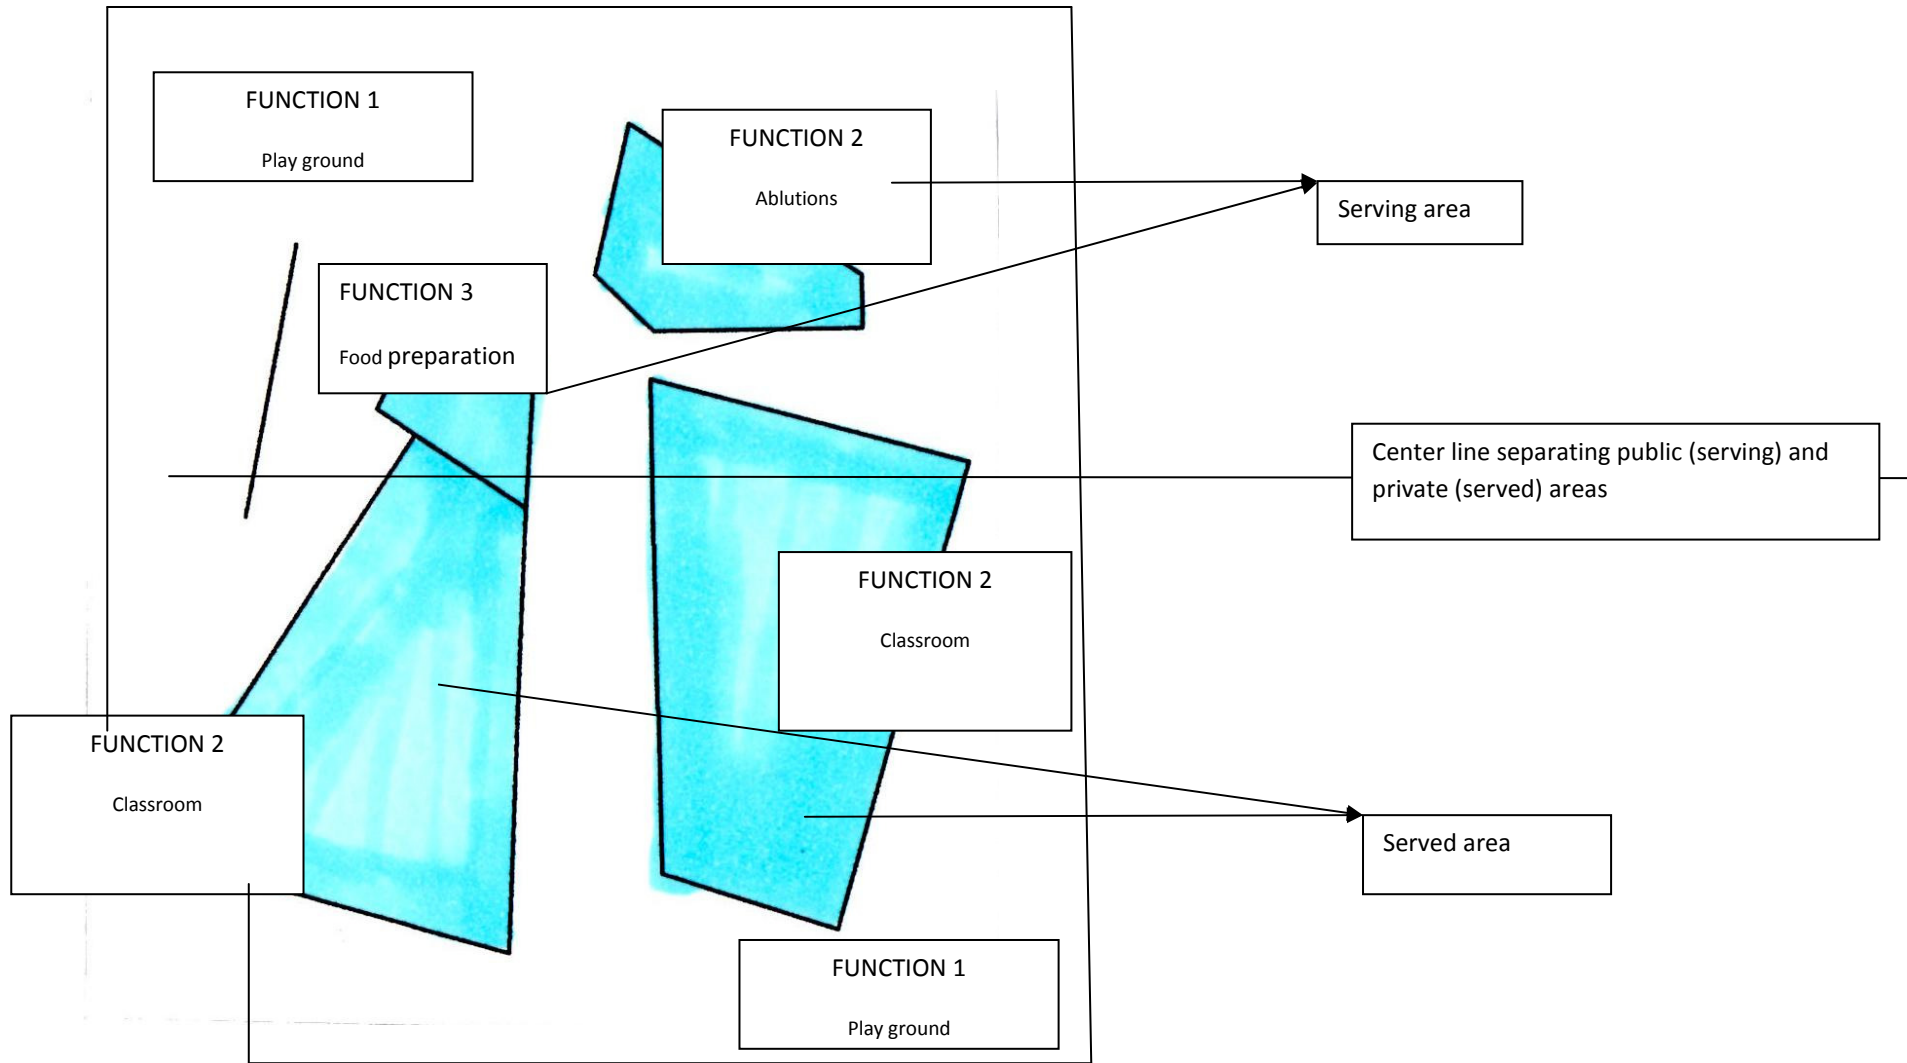 FUNCTION 1
Play ground
FUNCTION 2
Ablutions
Serving area
FUNCTION 3
Food preparation
Center line separating public (serving) and
private (served) areas
FUNCTION 2
Classroom
FUNCTION 2
Classroom
Served area
FUNCTION 1
Play ground